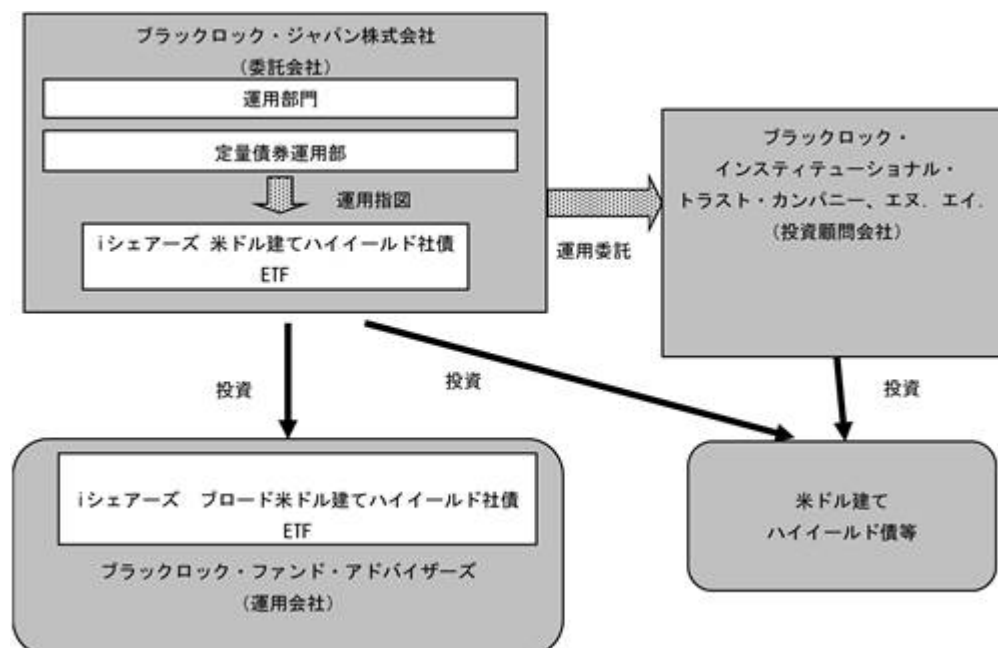 ブラックロック・ジャパン株式会社
(委託会社)
運用部門
定量債券運用部
運用指図
iシェアーズ 米ドル建てハイイールド社債
ETF
運用委託
ブラックロック・
インスティテューショナル・
トラスト・カンパニー、エヌ．エイ．
(投資顧問会社)
投資
投資
投資
iシェアーズ　ブロード米ドル建てハイイールド社債
ETF
ブラックロック・ファンド・アドバイザーズ
(運用会社)
米ドル建て
ハイイールド債等